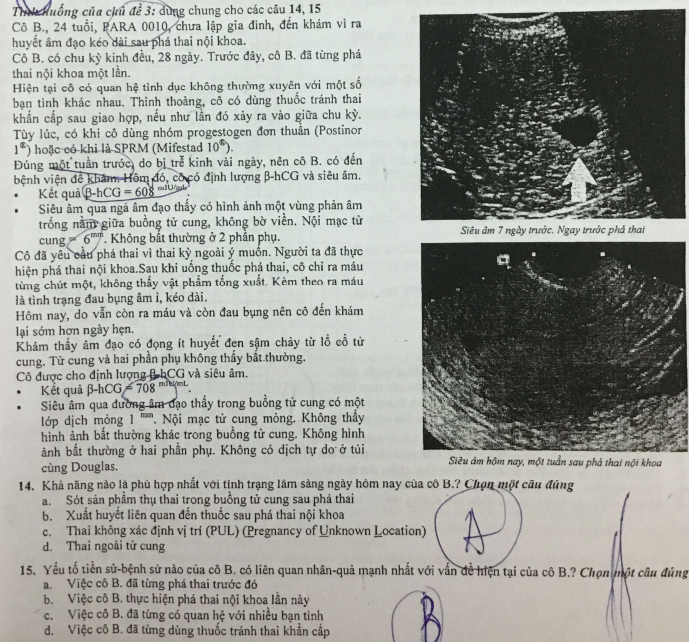 Tình huống của chủ đề 3: dùng chung cho các câu 14, 15
Cô B., 24 tuổi, PARA 0010, chưa lập gia đình, đến khám vì ra
huyết âm đạo kéo dài sau phá thai nội khoa.
Cô B. có chu kỳ kinh đều, 28 ngày. Trước đây, cô B. đã từng phá
thai nội khoa một lần.
Hiện tại cô có quan hệ tình dục không thường xuyên với một số
bạn tình khác nhau. Thỉnh thoảng, cô có dùng thuốc tránh thai
khẩn cấp sau giao hợp, nếu như lần đó xảy ra vào giữa chu kỳ.
Tùy lúc, có khi cô dùng nhóm progestogen đơn thuần (Postinor
1®) hoặc có khi là SPRM (Mifestad 10®).
Đúng một tuần trước, do bị trễ kinh vài ngày, nên cô B. có đến
bệnh viện để khám. Hôm đó, cô có định lượng β-hCG và siêu âm.
• Kết quả β-hCG = 608 mIU/mL
• Siêu âm qua ngã âm đạo thấy có hình ảnh một vùng phản âm
trống nằm giữa buồng tử cung, không bờ viền. Nội mạc tử
cung = 6 mm. Không bất thường ở 2 phần phụ.
Cô đã yêu cầu phá thai vì thai kỳ ngoài ý muốn. Người ta đã thực
hiện phá thai nội khoa.Sau khi uống thuốc phá thai, cô chỉ ra máu
từng chút một, không thấy vật phẩm tống xuất. Kèm theo ra máu
là tình trạng đau bụng âm ỉ, kéo dài.
Hôm nay, do vẫn còn ra máu và còn đau bụng nên cô đến khám
lại sớm hơn ngày hẹn.
Khám thấy âm đạo có đọng ít huyết đen sậm chảy từ lỗ cổ tử
cung. Tử cung và hai phần phụ không thấy bất thường.
Cô được cho định lượng β-hCG và siêu âm.
• Kết quả β-hCG = 708 mIU/mL.
• Siêu âm qua đường âm đạo thấy trong buồng tử cung có một
lớp dịch mỏng 1 mm. Nội mạc tử cung mỏng. Không thấy
hình ảnh bất thường khác trong buồng tử cung. Không hình
ảnh bất thường ở hai phần phụ. Không có dịch tự do ở túi
cùng Douglas.
Siêu âm 7 ngày trước. Ngay trước phá thai
Siêu âm hôm nay, một tuần sau phá thai nội khoa
14. Khả năng nào là phù hợp nhất với tình trạng lâm sàng ngày hôm nay của cô B.? Chọn một câu đúng
a. Sót sản phẩm thụ thai trong buồng tử cung sau phá thai
b. Xuất huyết liên quan đến thuốc sau phá thai nội khoa
c. Thai không xác định vị trí (PUL) (Pregnancy of Unknown Location)
d. Thai ngoài tử cung
A
15. Yếu tố tiền sử-bệnh sử nào của cô B. có liên quan nhân-quả mạnh nhất với vấn đề hiện tại của cô B.? Chọn một câu đúng
a. Việc cô B. đã từng phá thai trước đó
b. Việc cô B. thực hiện phá thai nội khoa lần này
c. Việc cô B. đã từng có quan hệ với nhiều bạn tình
d. Việc cô B. đã từng dùng thuốc tránh thai khẩn cấp
B